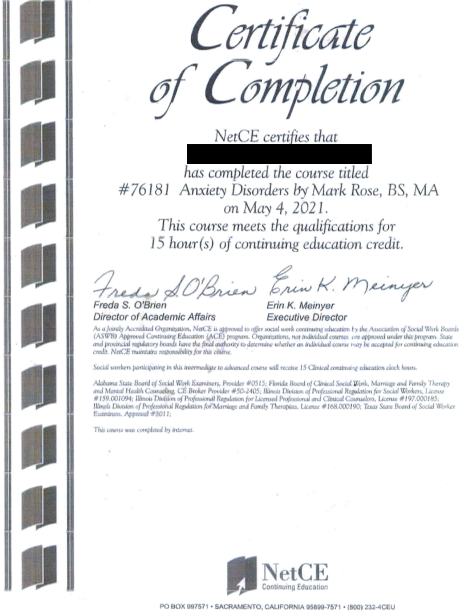 Certificate
of Completion
NetCE certifies that
has completed the course titled
#76181 Anxiety Disorders by Mark Rose, BS, MA
on May 4, 2021.
This course meets the qualifications for
15 hour(s) of continuing education credit.
Freda S. O'Brien Erin K. Meinyer
Freda S. O'Brien Erin K. Meinyer
Director of Academic Affairs Executive Director
As a Jointly Accredited Organization, NetCE is approved to offer social work continuing education by the Association of Social Work Boards
(ASWB) Approved Continuing Education (ACE) program. Organizations, not individual courses, are approved under this program. State
and provincial regulatory boards have the final authority to determine whether an individual course may be accepted for continuing education
credit. NetCE maintains responsibility for this course.
Social workers participating in this intermediate to advanced course will receive 15 Clinical continuing education clock hours.
Alabama State Board of Social Work Examiners, Provider #0515; Florida Board of Clinical Social Work, Marriage and Family Therapy
and Mental Health Counseling, CE Broker Provider #50-2405; Illinois Division of Professional Regulation for Social Workers, License
#159.001094; Illinois Division of Professional Regulation for Licensed Professional and Clinical Counselors, License #197.000185;
Illinois Division of Professional Regulation for Marriage and Family Therapists, License #168.000190; Texas State Board of Social Worker
Examiners, Approval #3011;
This course was completed by internet.
NetCE
Continuing Education
PO BOX 997571 • SACRAMENTO, CALIFORNIA 95899-7571 • (800) 232-4CEU